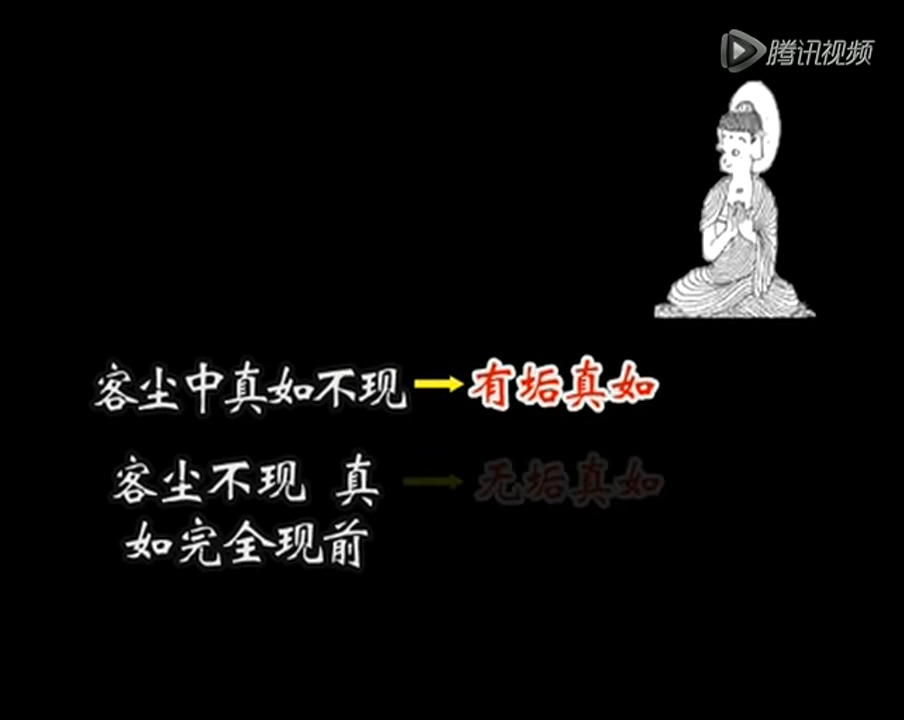 腾讯视频
客尘中真如不现 → 有垢真如
客尘不现 真 → 无垢真如
如完全现前